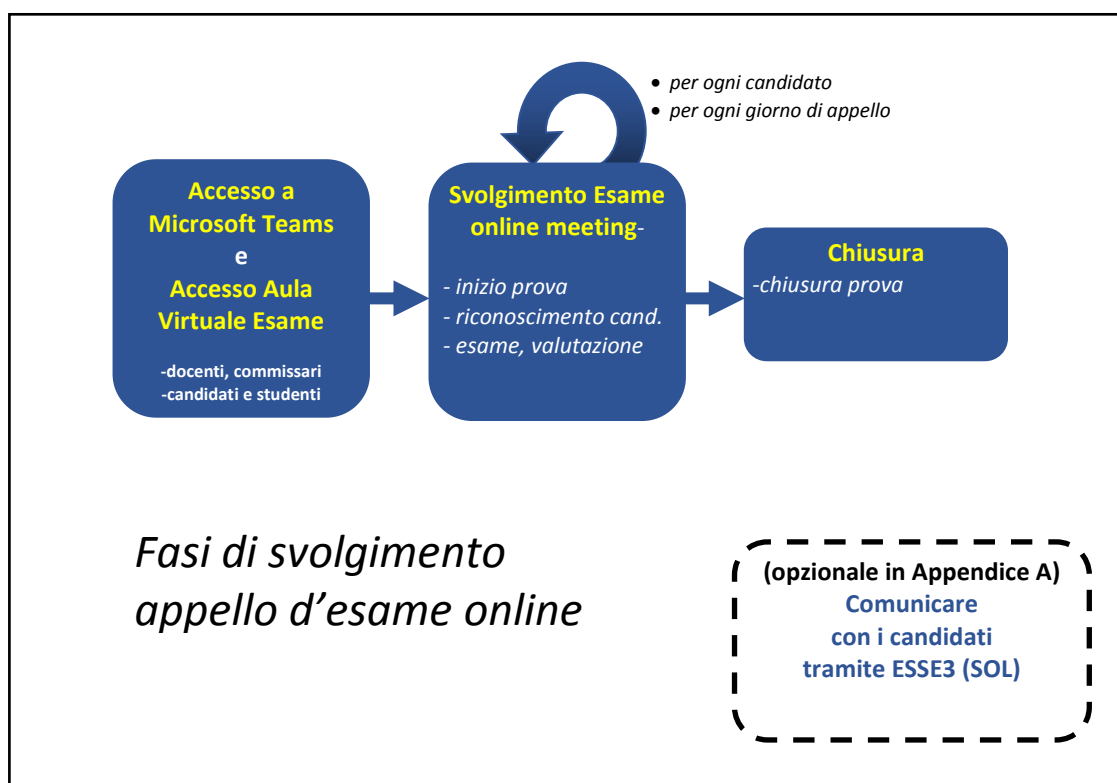 • per ogni candidato
• per ogni giorno di appello
Accesso a
Microsoft Teams
e
Accesso Aula
Virtuale Esame
-docenti, commissari
-candidati e studenti
Svolgimento Esame
online meeting-
- inizio prova
- riconoscimento cand.
- esame, valutazione
Chiusura
-chiusura prova
Fasi di svolgimento
appello d’esame online
(opzionale in Appendice A)
Comunicare
con i candidati
tramite ESSE3 (SOL)